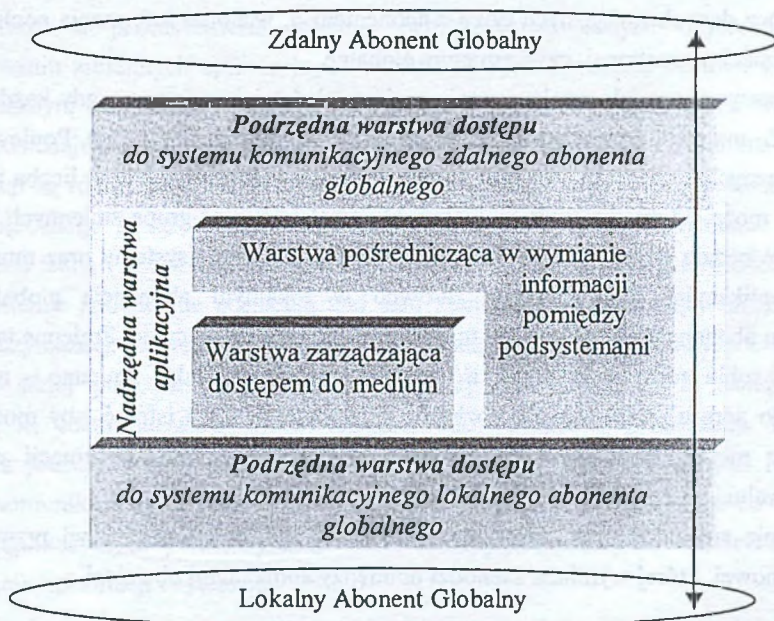 Zdalny Abonent Globalny
Podrzędna warstwa dostępu
do systemu komunikacyjnego zdalnego abonenta
globalnego
Nadrzędna warstwa
aplikacyjna
Warstwa pośrednicząca w wymianie
informacji
pomiędzy
podsystemami
Warstwa zarządzająca
dostępem do medium
Podrzędna warstwa dostępu
do systemu komunikacyjnego lokalnego abonenta
globalnego
Lokalny Abonent Globalny